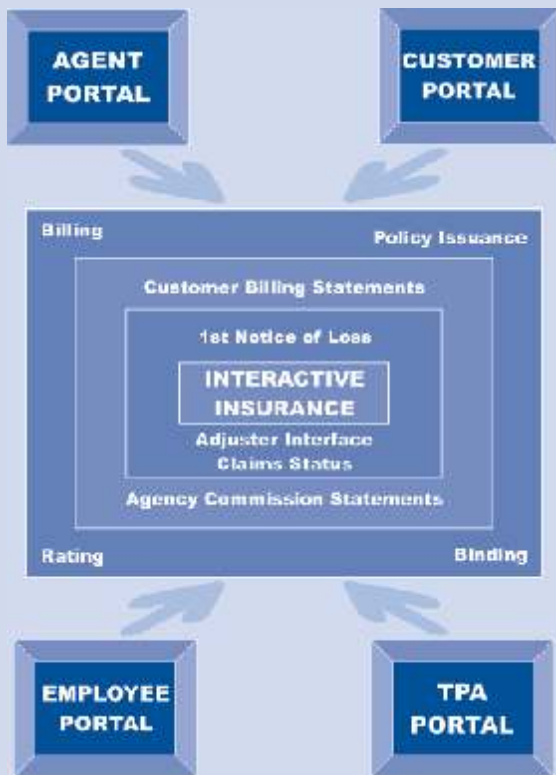 AGENT
PORTAL
CUSTOMER
PORTAL
Billing
Policy Issuance
Customer Billing Statements
1st Notice of Loss
INTERACTIVE
INSURANCE
Adjuster Interface
Claims Status
Agency Commission Statements
Rating
Binding
EMPLOYEE
PORTAL
TPA
PORTAL